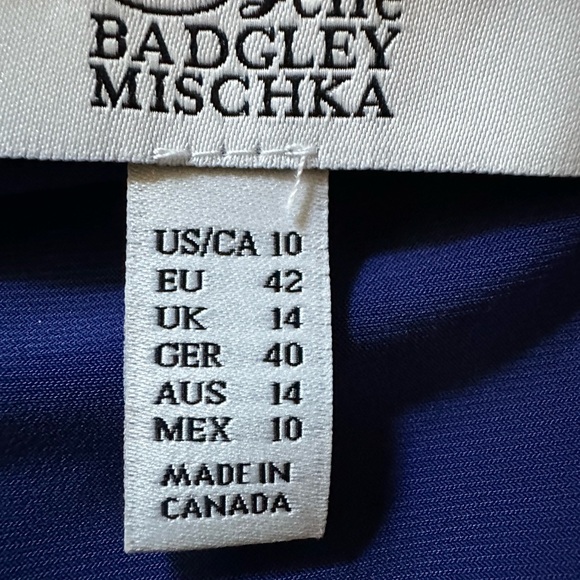 BADGLEY
MISCHKA
US/CA 10
EU 42
UK 14
GER 40
AUS 14
MEX 10
MADE IN
CANADA